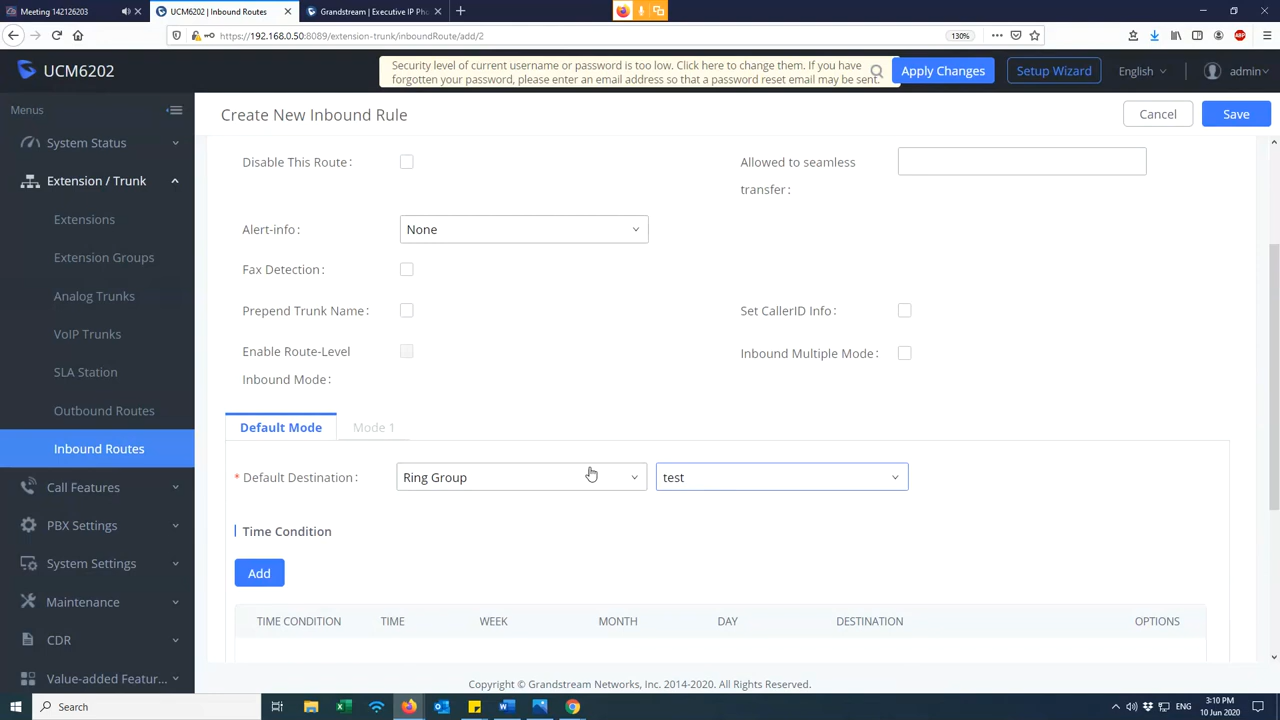 Meeting 142126203
UCM6202 | Inbound Routes
Grandstream | Executive IP Pho
https://192.168.0.50:8089/extension-trunk/inboundRoute/add/2
130%
UCM6202
Security level of current username or password is too low. Click here to change them. If you have
forgotten your password, please enter an email address so that a password reset email may be sent.
Apply Changes
Setup Wizard
English
admin
Menus
Create New Inbound Rule
Cancel
Save
System Status
Extension / Trunk
Extensions
Extension Groups
Analog Trunks
VoIP Trunks
SLA Station
Outbound Routes
Inbound Routes
Call Features
PBX Settings
System Settings
Maintenance
CDR
Value-added Featur...
Disable This Route :
Allowed to seamless
transfer :
Alert-info :
None
Fax Detection :
Prepend Trunk Name :
Set CallerID Info :
Enable Route-Level
Inbound Mode :
Inbound Multiple Mode :
Default Mode
Mode 1
* Default Destination :
Ring Group
test
Time Condition
Add
TIME CONDITION TIME WEEK MONTH DAY DESTINATION OPTIONS
Copyright © Grandstream Networks, Inc. 2014-2020. All Rights Reserved.
Search
ENG
3:10 PM
10 Jun 2020